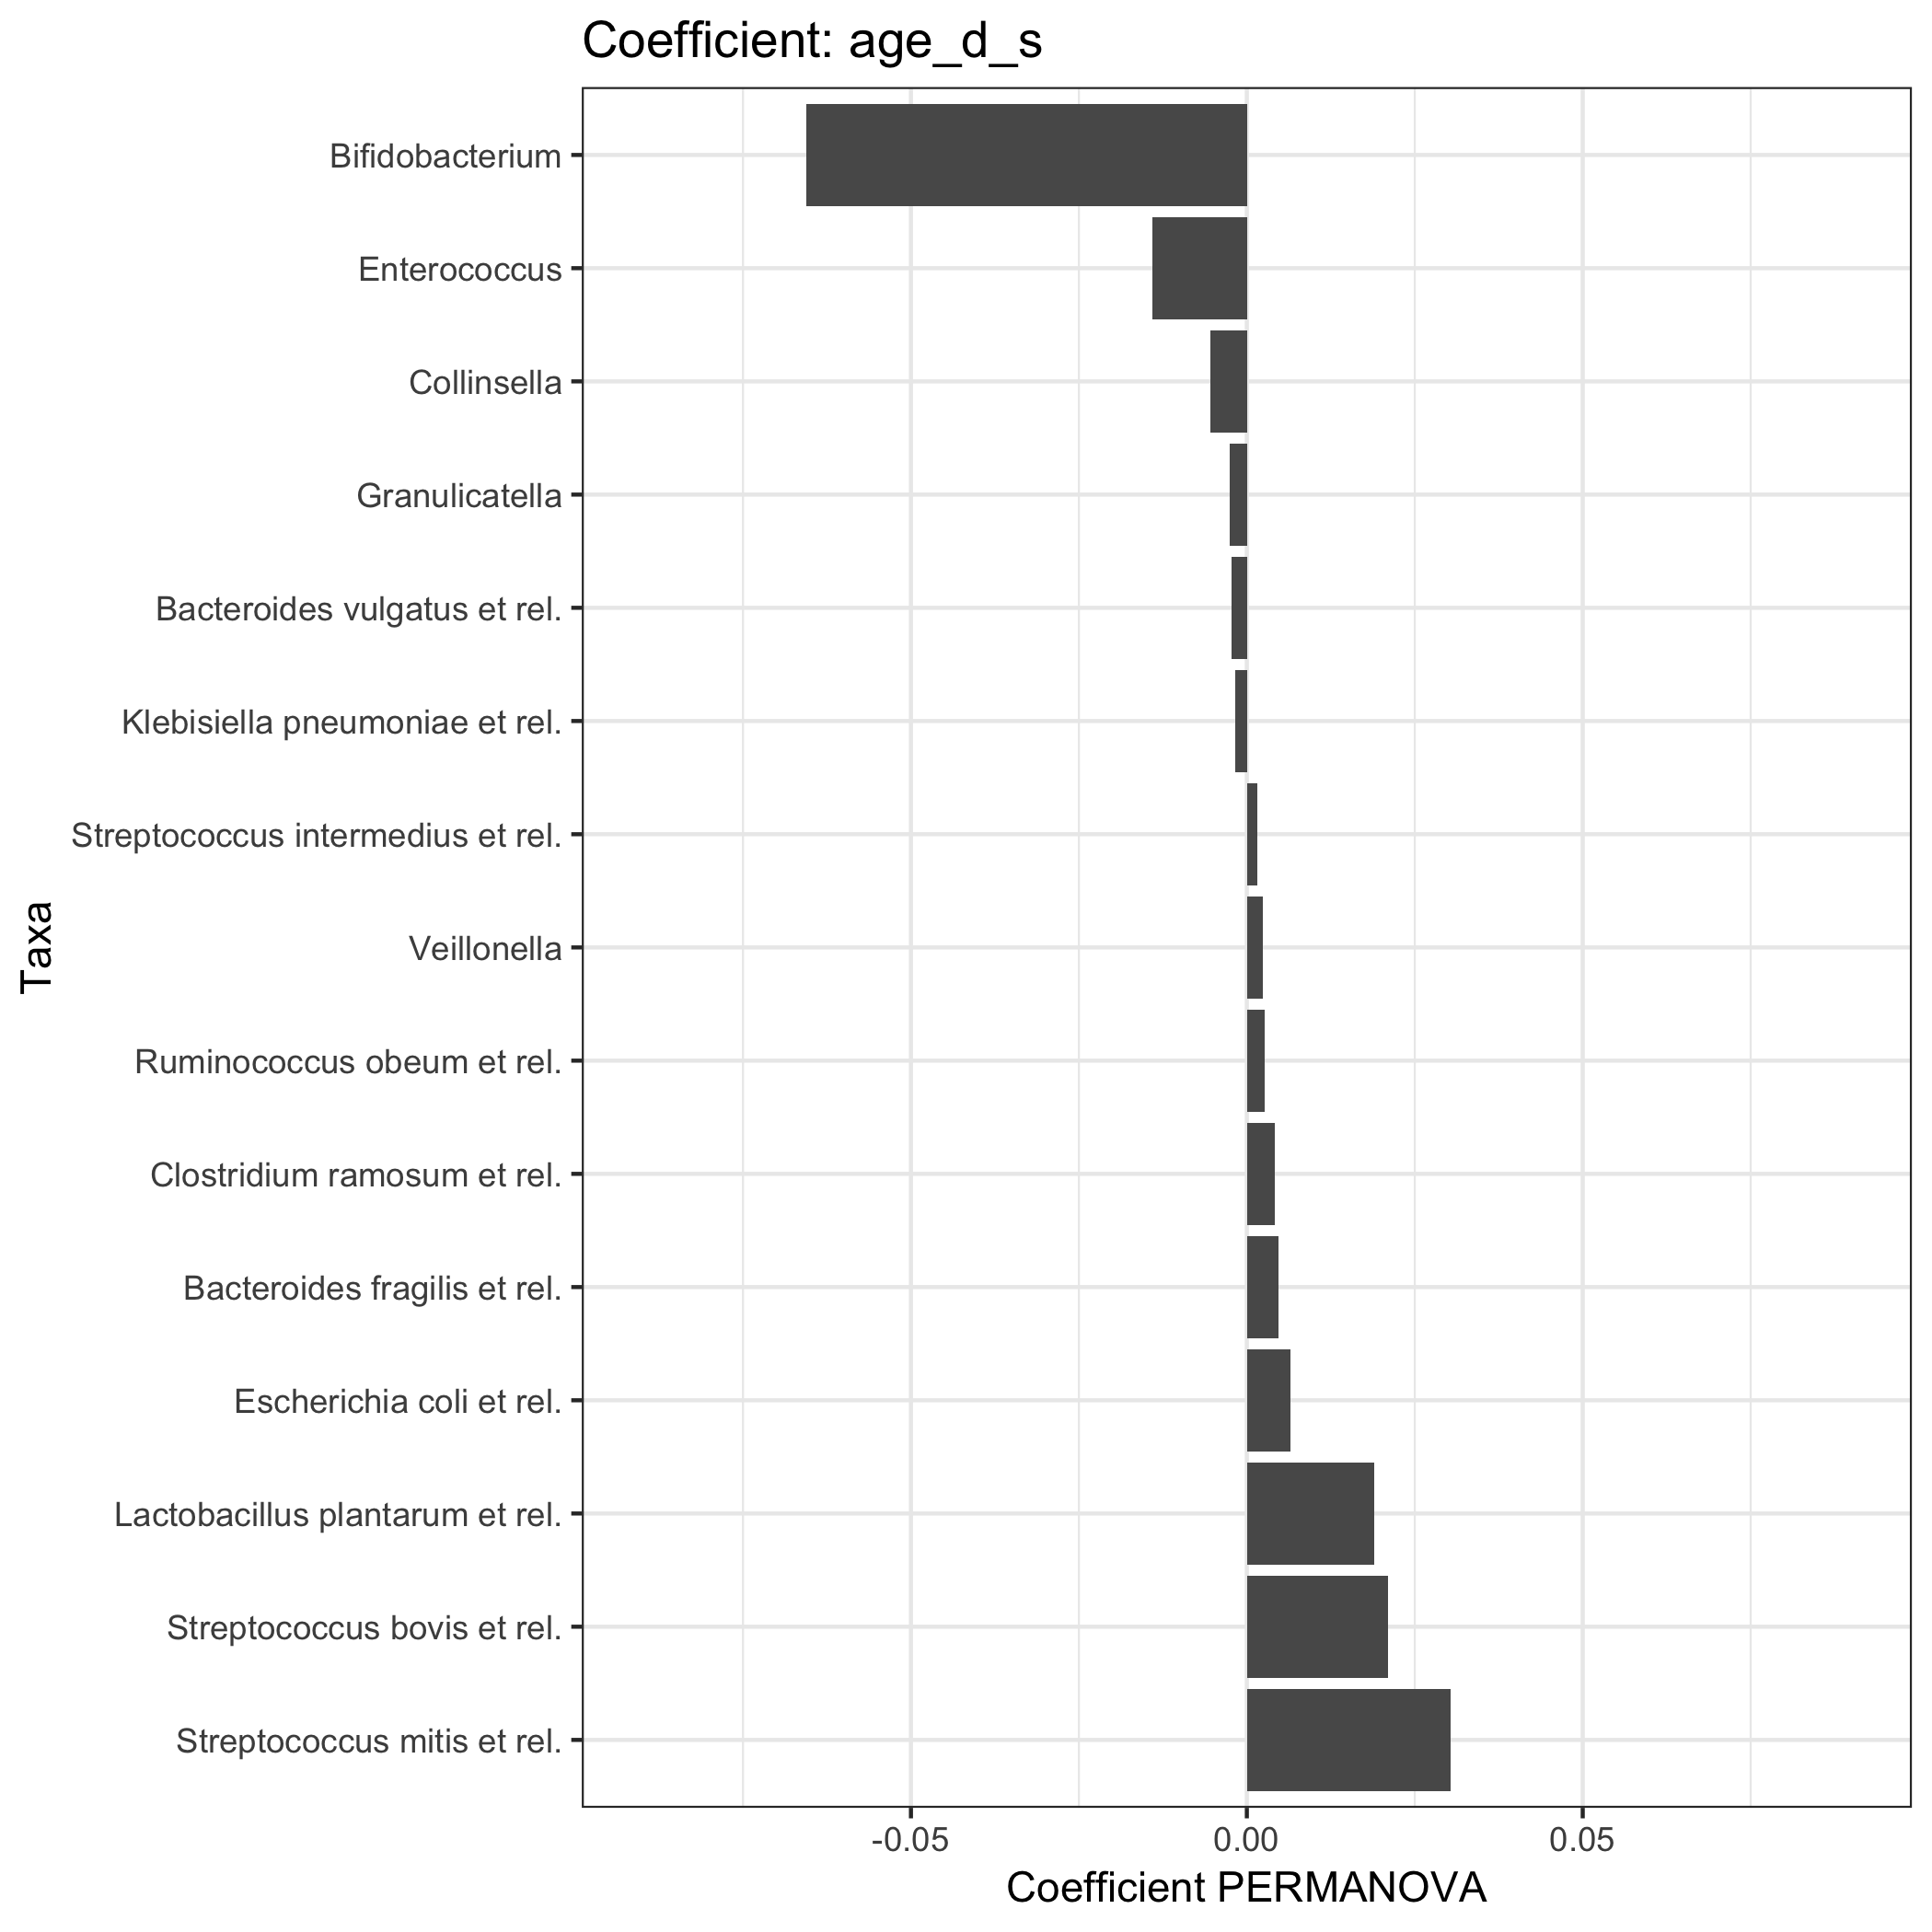 Coefficient: age_d_s
Taxa
Bifidobacterium
Enterococcus
Collinsella
Granulicatella
Bacteroides vulgatus et rel.
Klebisiella pneumoniae et rel.
Streptococcus intermedius et rel.
Veillonella
Ruminococcus obeum et rel.
Clostridium ramosum et rel.
Bacteroides fragilis et rel.
Escherichia coli et rel.
Lactobacillus plantarum et rel.
Streptococcus bovis et rel.
Streptococcus mitis et rel.
-0.05 0.00 0.05
Coefficient PERMANOVA